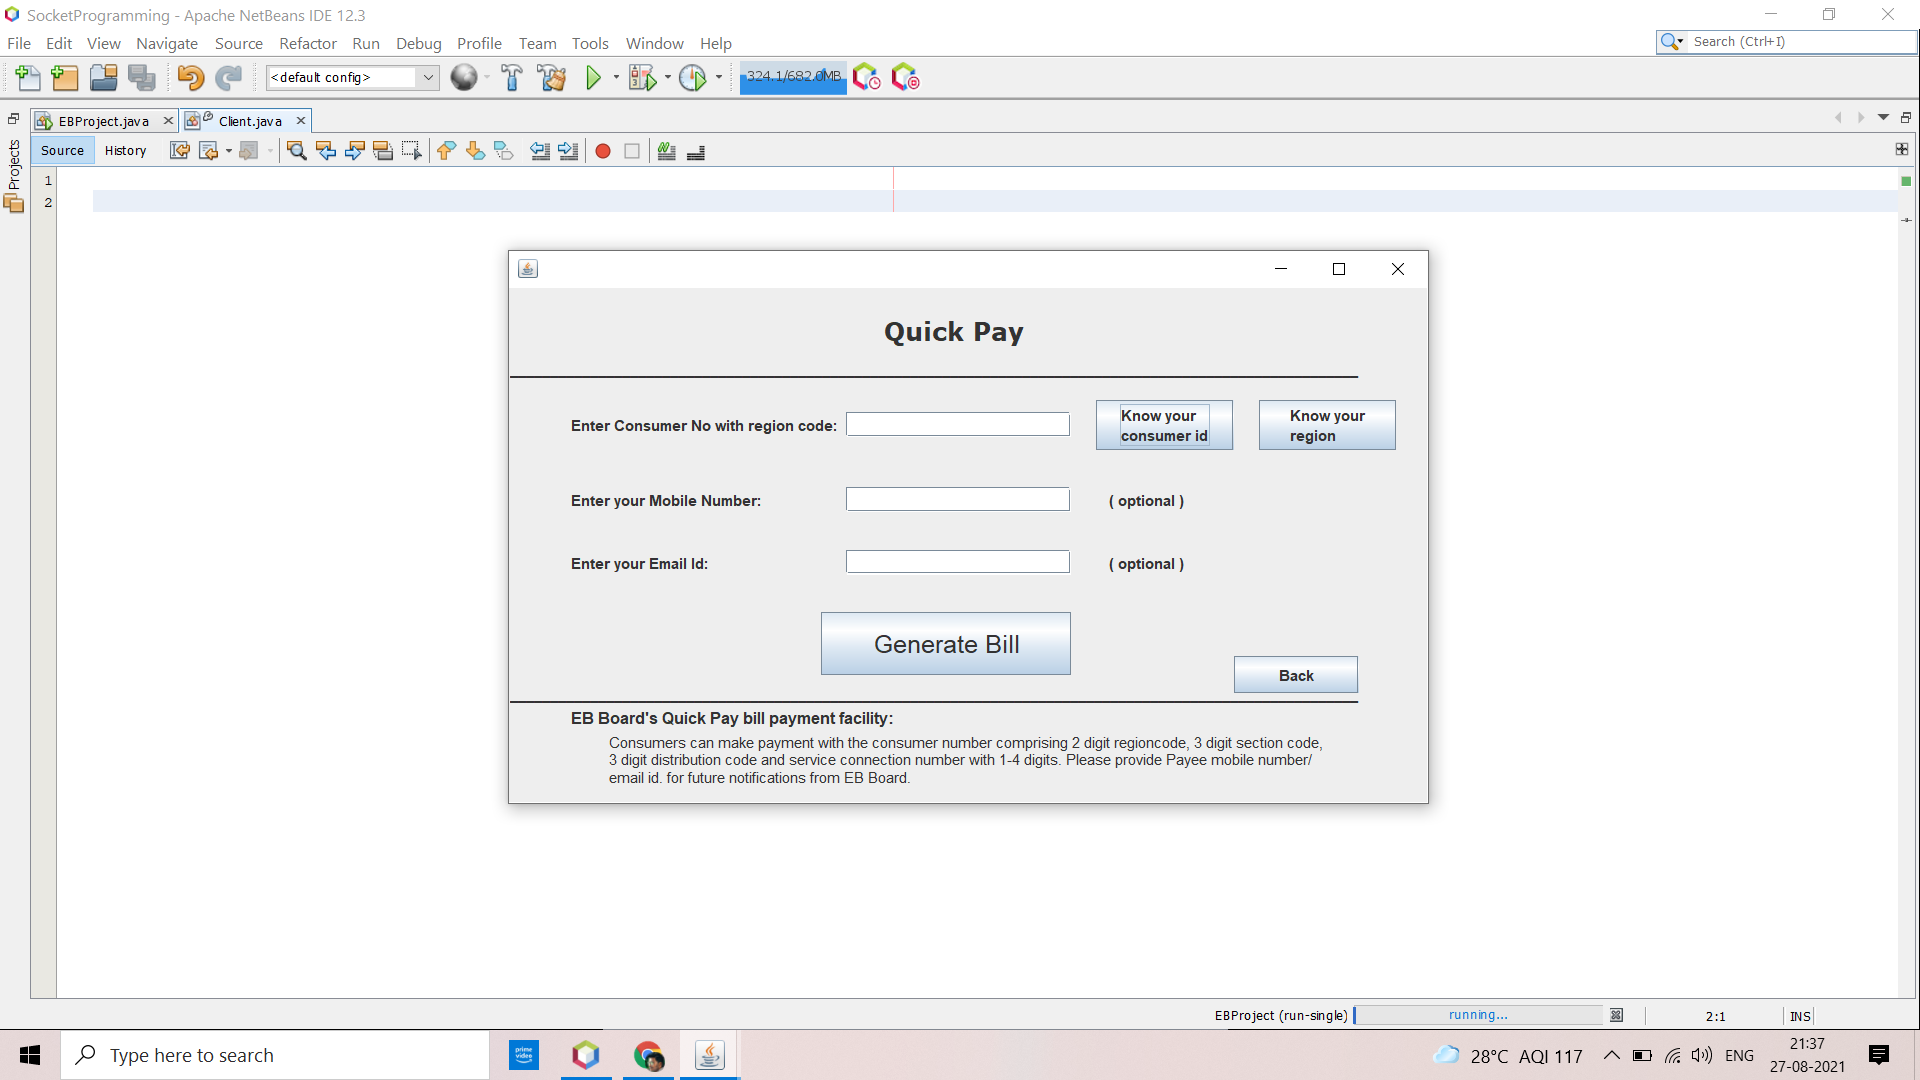 SocketProgramming - Apache NetBeans IDE 12.3
File Edit View Navigate Source Refactor Run Debug Profile Team Tools Window Help
Search (Ctrl+I)
<default config>
324.1/682.0MB
EBProject.java
Client.java
Projects
Source History
1
2
Quick Pay
Enter Consumer No with region code:
Know your
consumer id
Know your
region
Enter your Mobile Number:
( optional )
Enter your Email Id:
( optional )
Generate Bill
Back
EB Board's Quick Pay bill payment facility:
Consumers can make payment with the consumer number comprising 2 digit regioncode, 3 digit section code,
3 digit distribution code and service connection number with 1-4 digits. Please provide Payee mobile number/
email id. for future notifications from EB Board.
EBProject (run-single)
running...
2:1
INS
Type here to search
prime
video
28°C AQI 117
ENG
21:37
27-08-2021